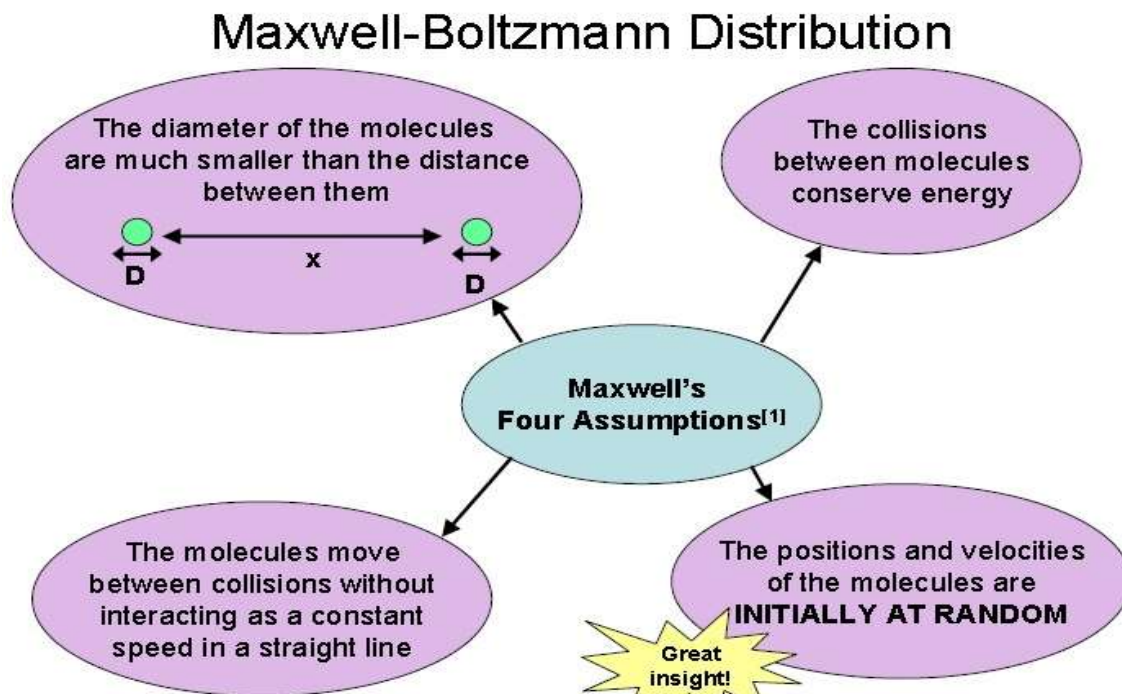 Maxwell-Boltzmann Distribution
The diameter of the molecules
are much smaller than the distance
between them
x
D
D
The collisions
between molecules
conserve energy
Maxwell's
Four Assumptions[1]
The molecules move
between collisions without
interacting as a constant
speed in a straight line
The positions and velocities
of the molecules are
INITIALLY AT RANDOM
Great
insight!